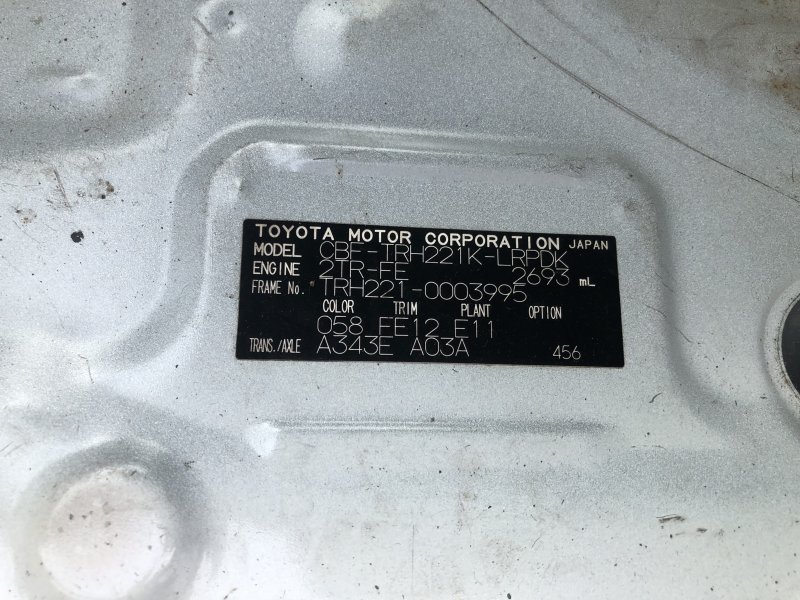 TOYOTA MOTOR CORPORATION JAPAN
MODEL CBF-TRH221K-LRPDK
ENGINE 2TR-FE 2693 mL
FRAME No. TRH221-0003995
COLOR TRIM PLANT OPTION
058 FE12 E11
TRANS./AXLE A343E A03A 456